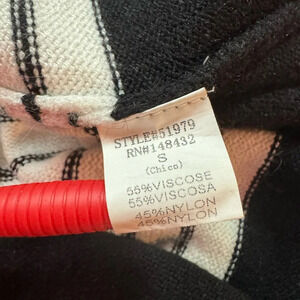 STYLE#51979
RN#148432
S
(Chico)
55%VISCOSE
55%VISCOSA
45%NYLON
45%NYLON